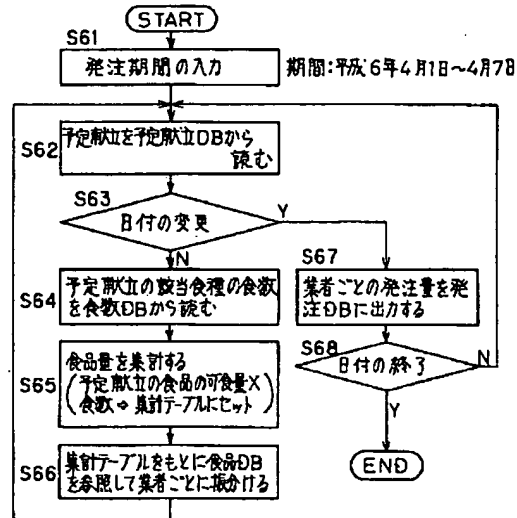 START
S61
発注期間の入力
期間:平成6年4月1日~4月7日
S62
予定献立を予定献立DBから
読む
S63
日付の変更
Y
N
S64
予定献立の該当食種の食数
を食数DBから読む
S65
食品量を集計する
(予定献立の食品の可食量×
食数⇒集計テーブルにセット)
S66
集計テーブルをもとに食品DB
を参照して業者ごとに振分ける
S67
業者ごとの発注量を発
注DBに出力する
S68
日付の終了
N
Y
END